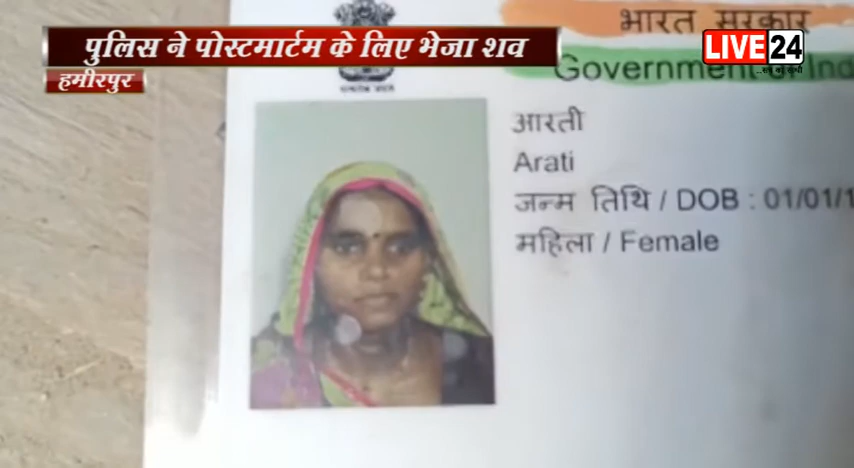 पुलिस ने पोस्टमार्टम के लिए भेजा शव
हमीरपुर
LIVE24
भारत सरकार
Government of Ind
आरती
Arati
जन्म तिथि / DOB : 01/01/1
महिला / Female